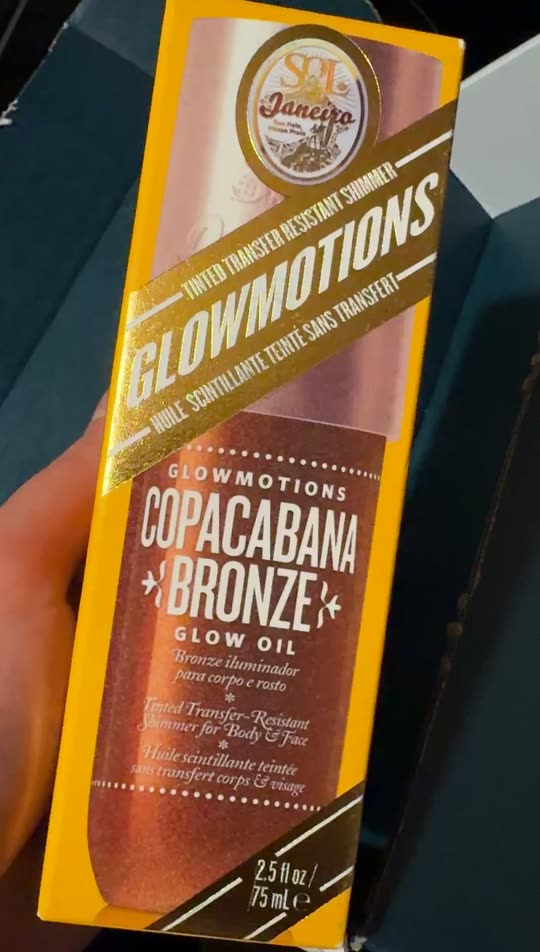 SOL
Janeiro
TINTED TRANSFER RESISTANT SHIMMER
GLOWMOTIONS
HUILE SCINTILLANTE TEINTÉ SANS TRANSFERT
GLOWMOTIONS
COPACABANA
BRONZE
GLOW OIL
Bronze iluminador
para corpo e rosto
*
Tinted Transfer-Resistant
Shimmer for Body & Face
*
Huile scintillante teintée
sans transfert corps & visage
2.5 fl oz /
75 mL ℮